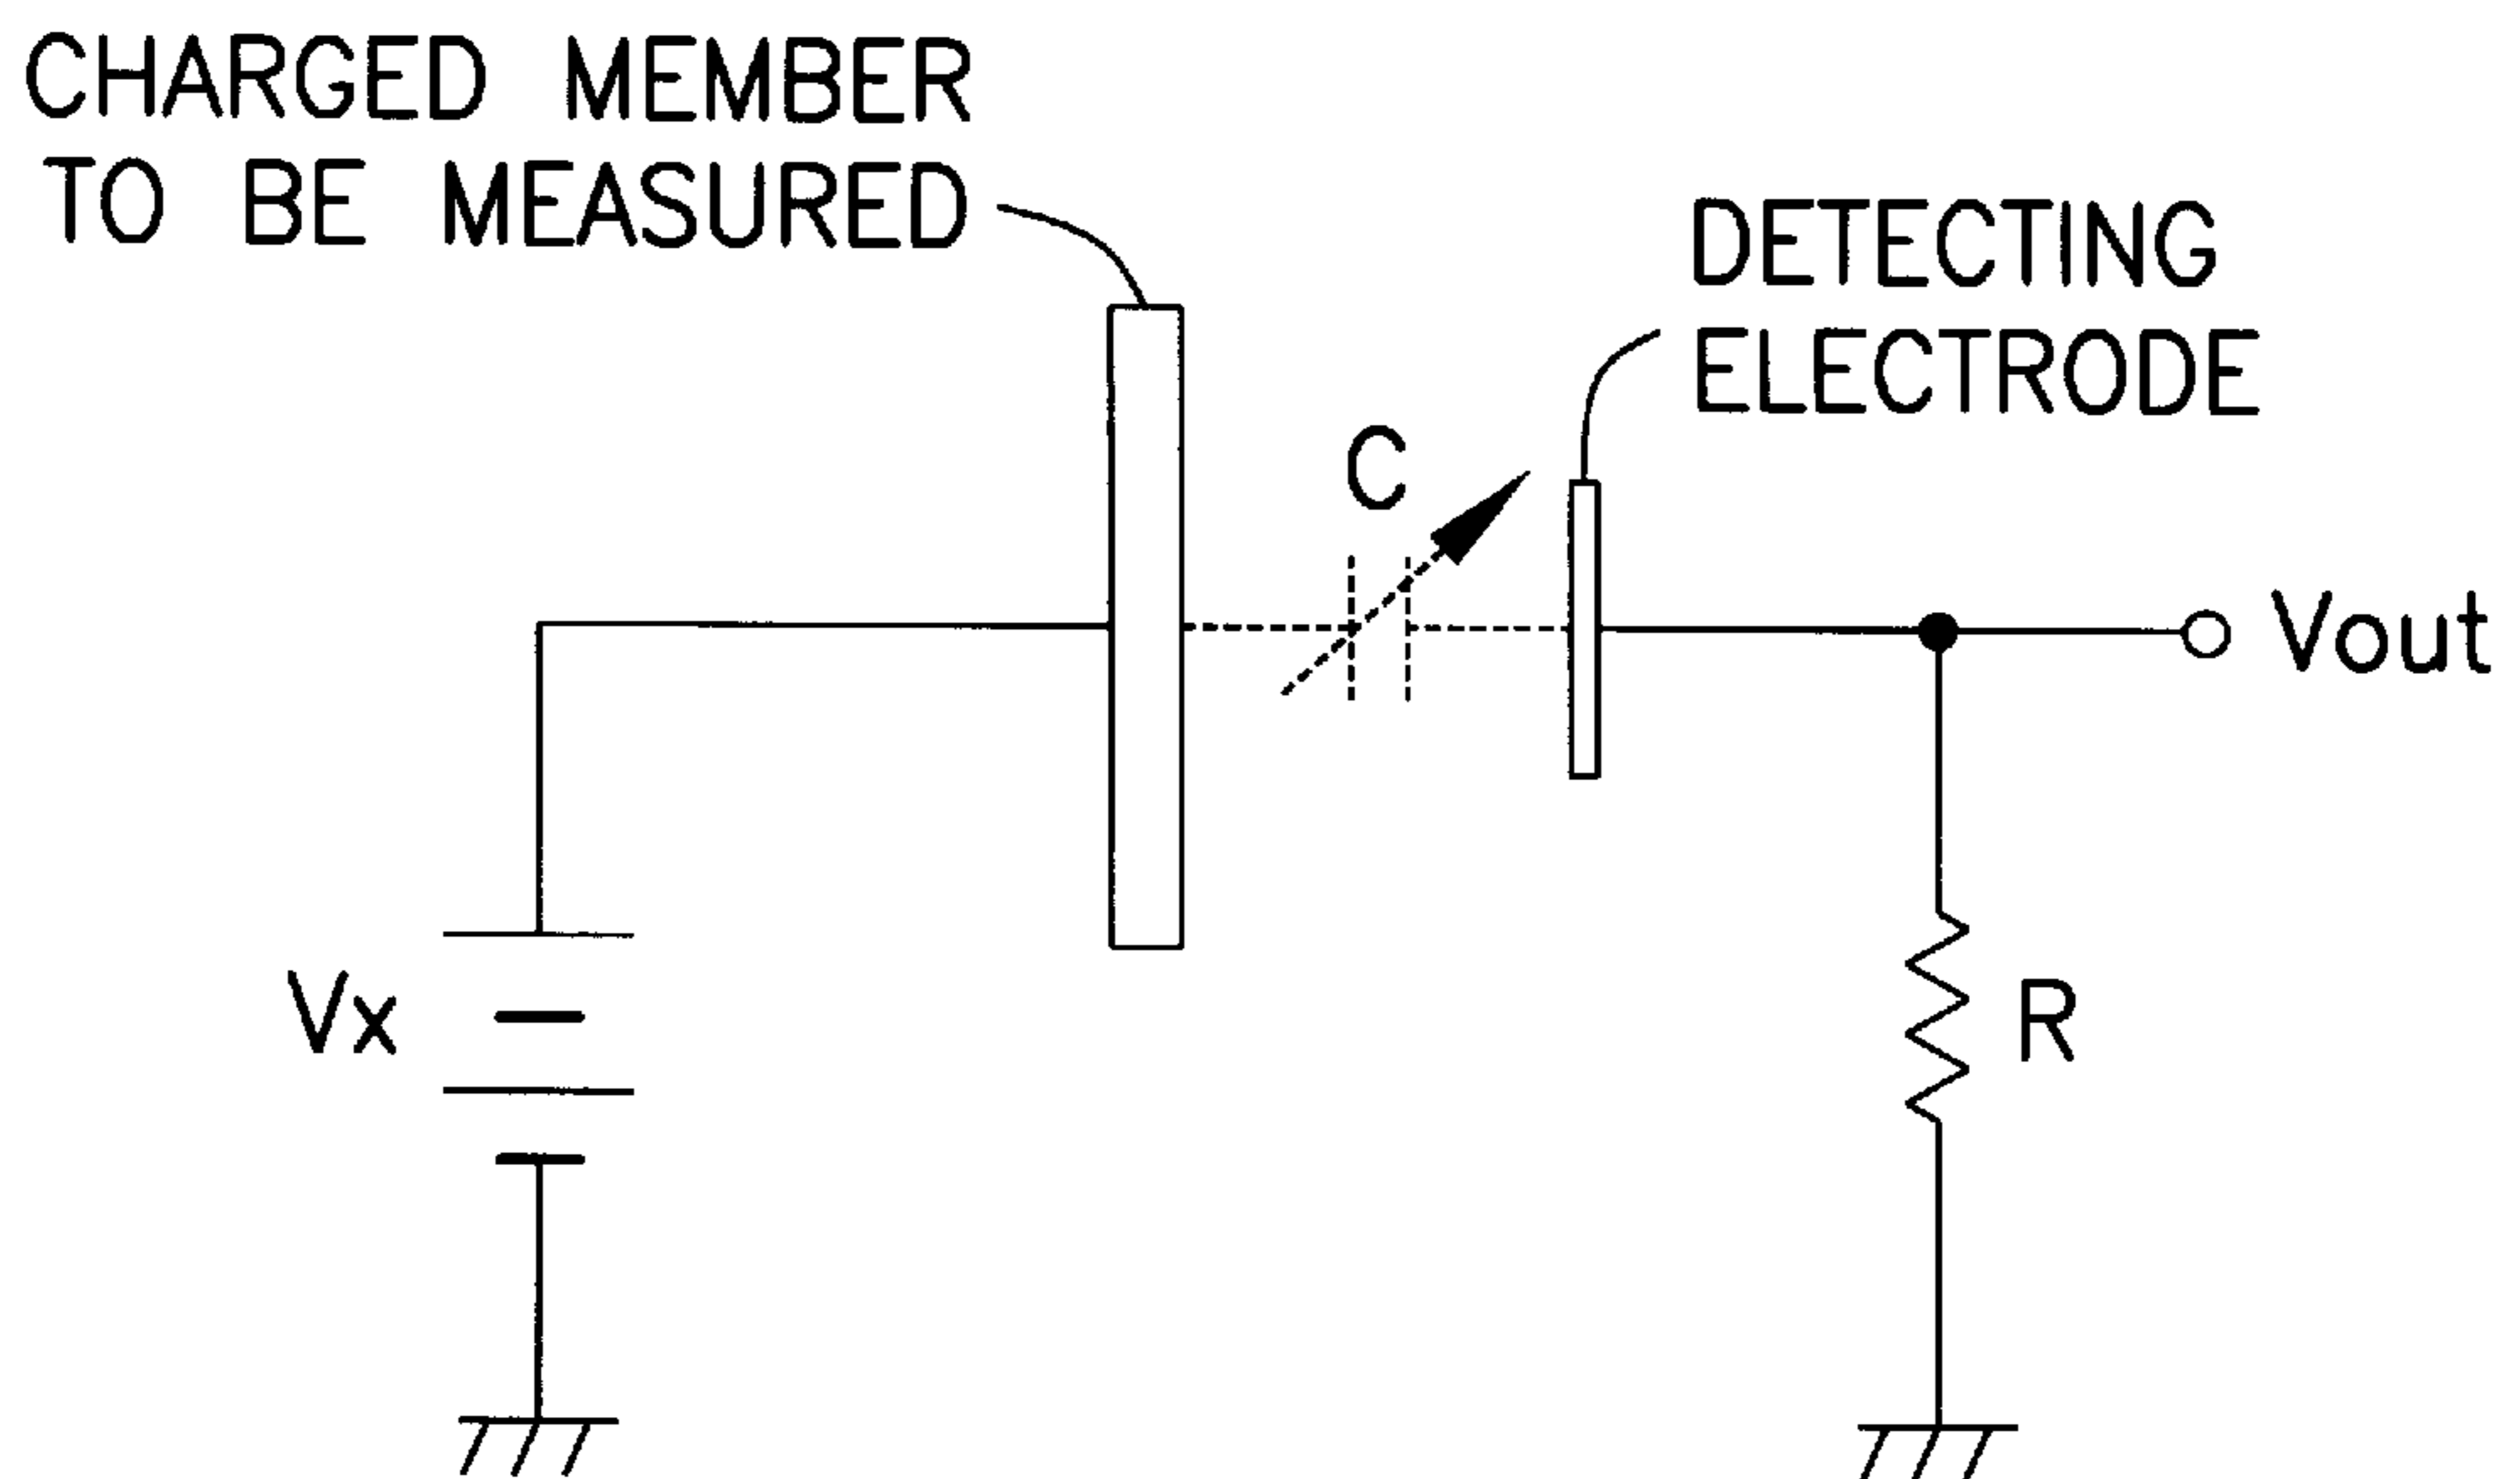 CHARGED MEMBER
TO BE MEASURED
DETECTING
ELECTRODE
C
Vout
Vx
R